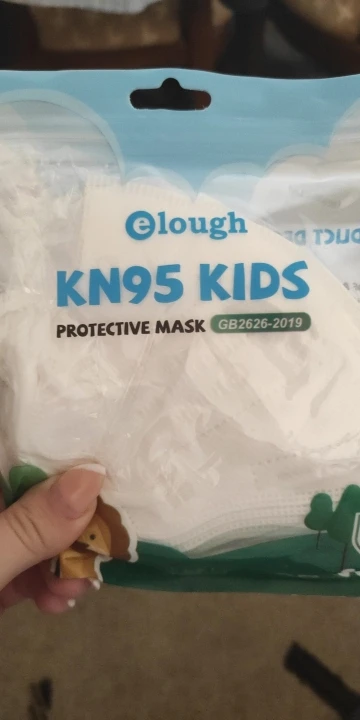 elough
KN95 KIDS
PROTECTIVE MASK GB2626-2019